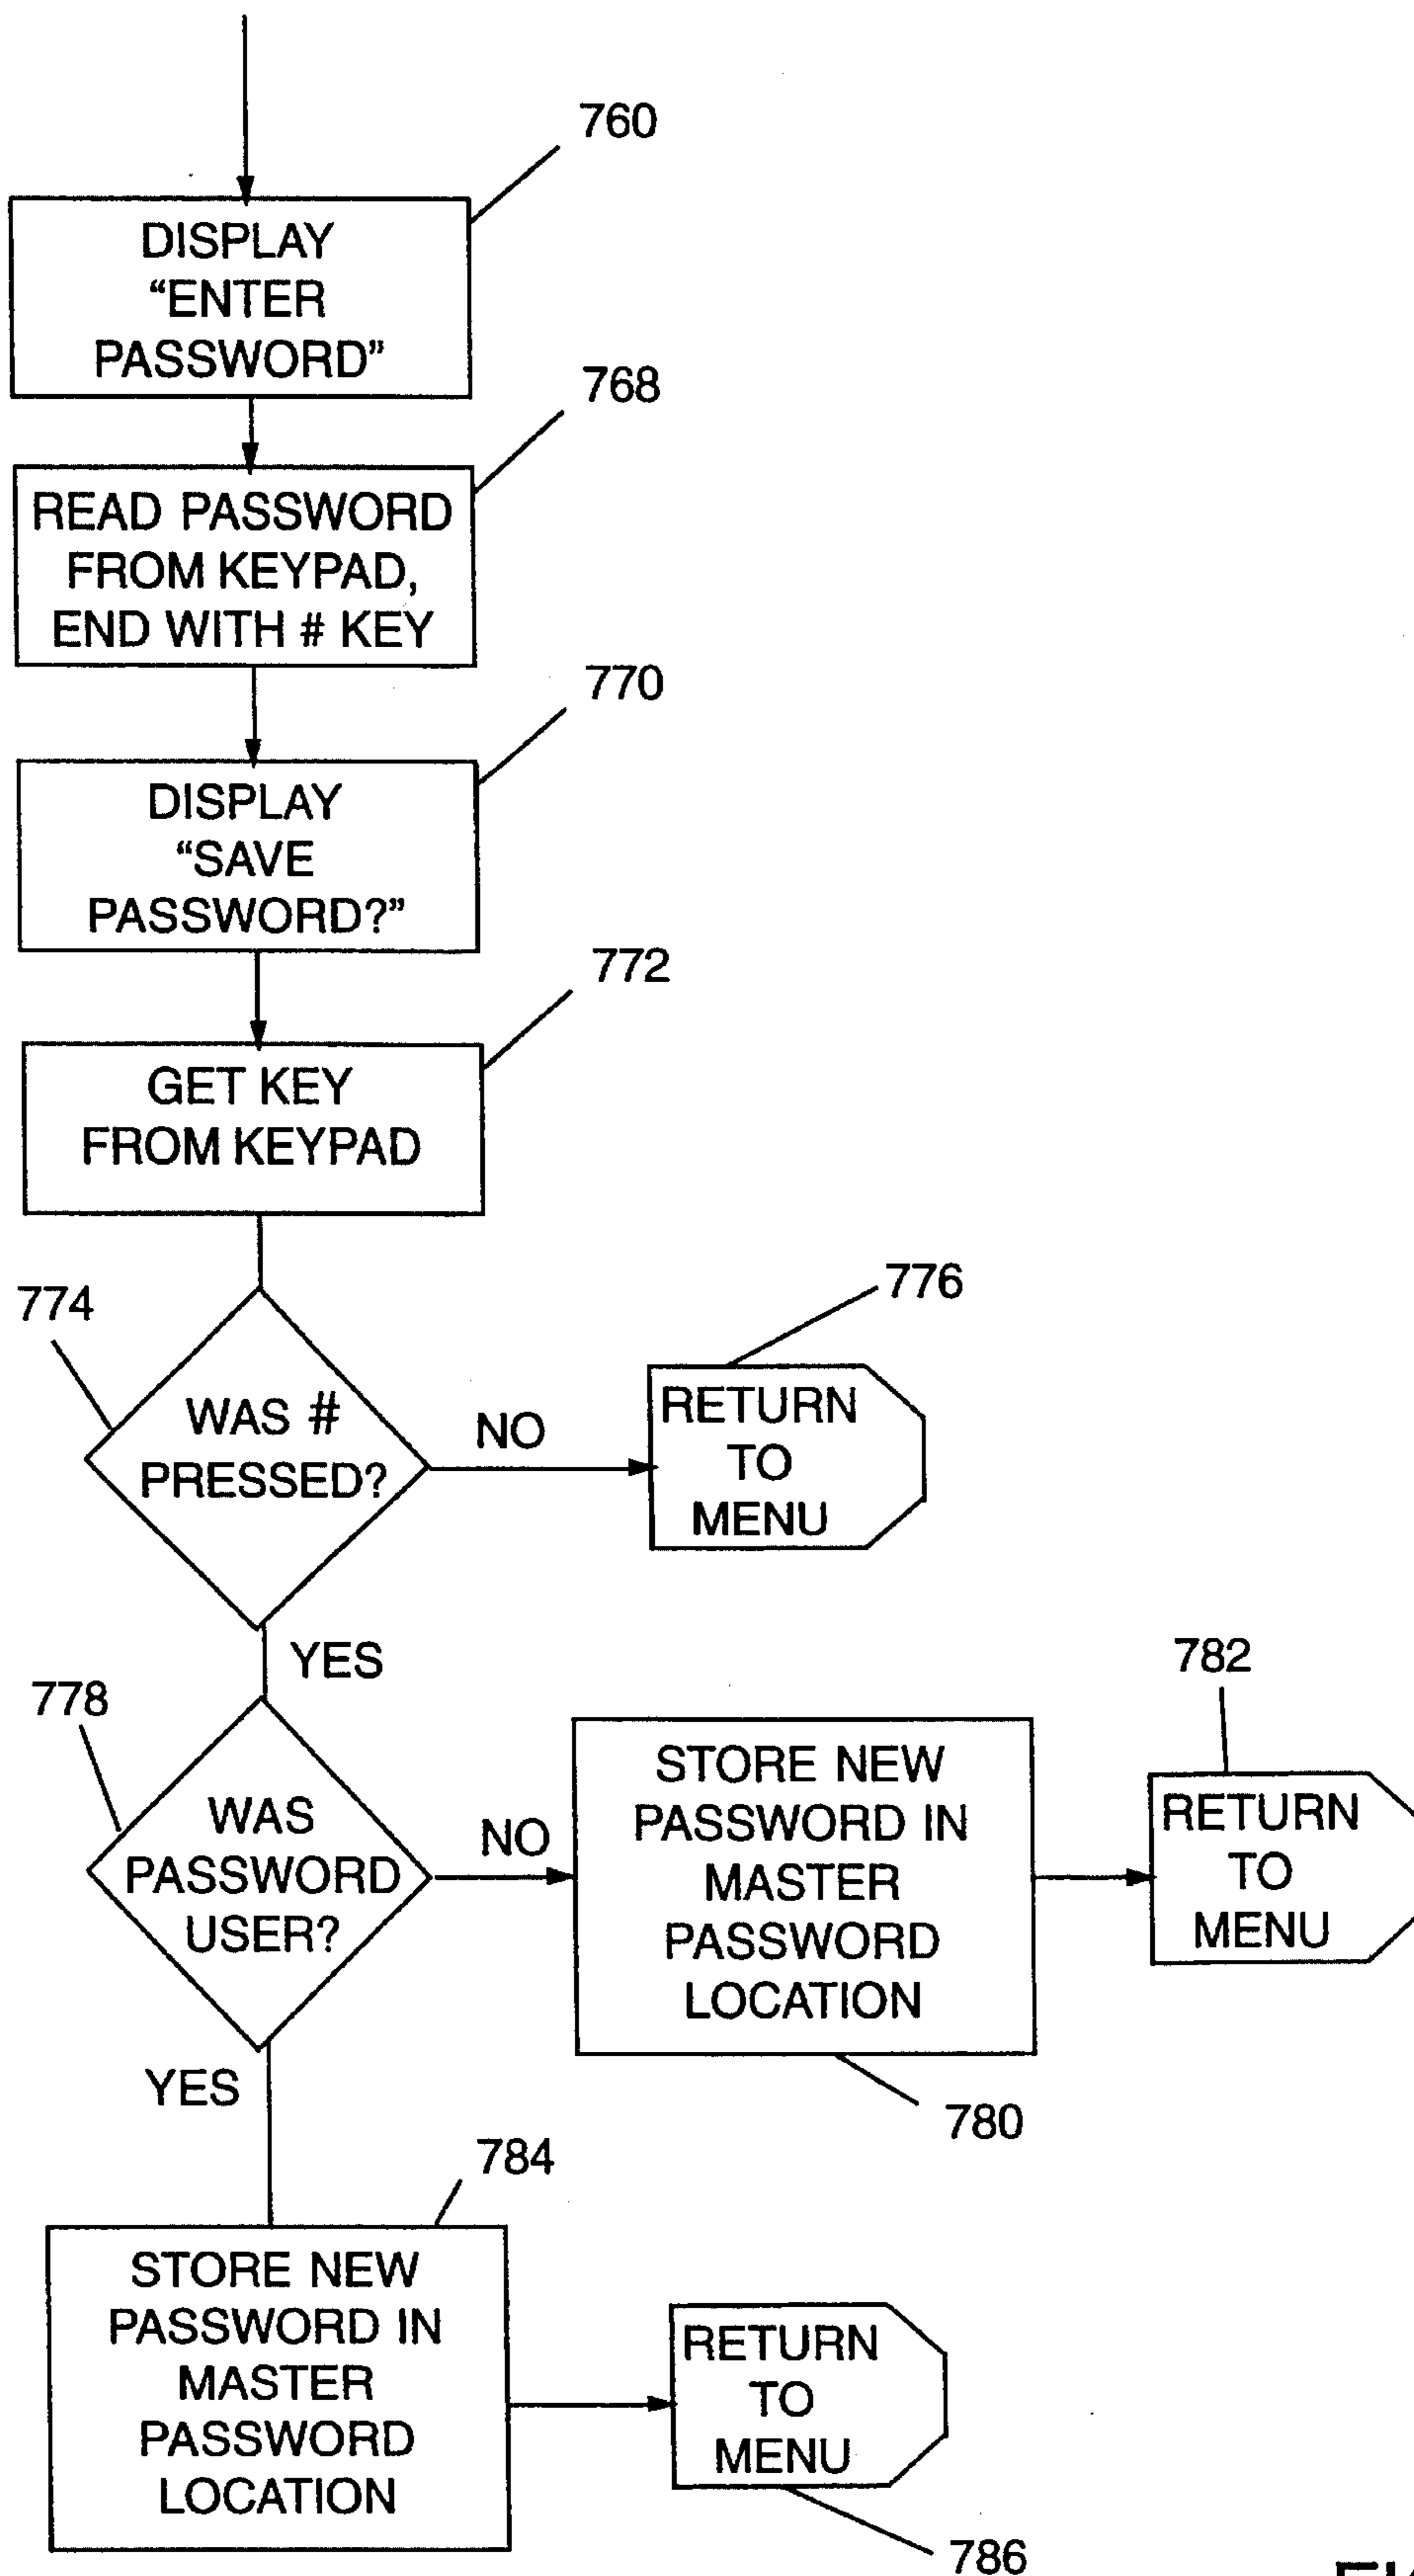 760
DISPLAY
“ENTER
PASSWORD”
768
READ PASSWORD
FROM KEYPAD,
END WITH # KEY
770
DISPLAY
“SAVE
PASSWORD?”
772
GET KEY
FROM KEYPAD
774
WAS #
PRESSED?
NO
776
RETURN
TO
MENU
YES
778
WAS
PASSWORD
USER?
NO
STORE NEW
PASSWORD IN
MASTER
PASSWORD
LOCATION
780
782
RETURN
TO
MENU
YES
784
STORE NEW
PASSWORD IN
MASTER
PASSWORD
LOCATION
RETURN
TO
MENU
786